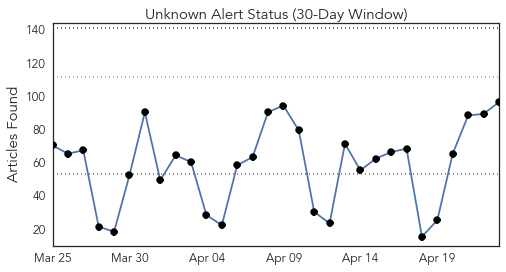 Unknown Alert Status (30-Day Window)
140
120
100
80
60
40
20
Articles Found
Mar 25 Mar 30 Apr 04 Apr 09 Apr 14 Apr 19